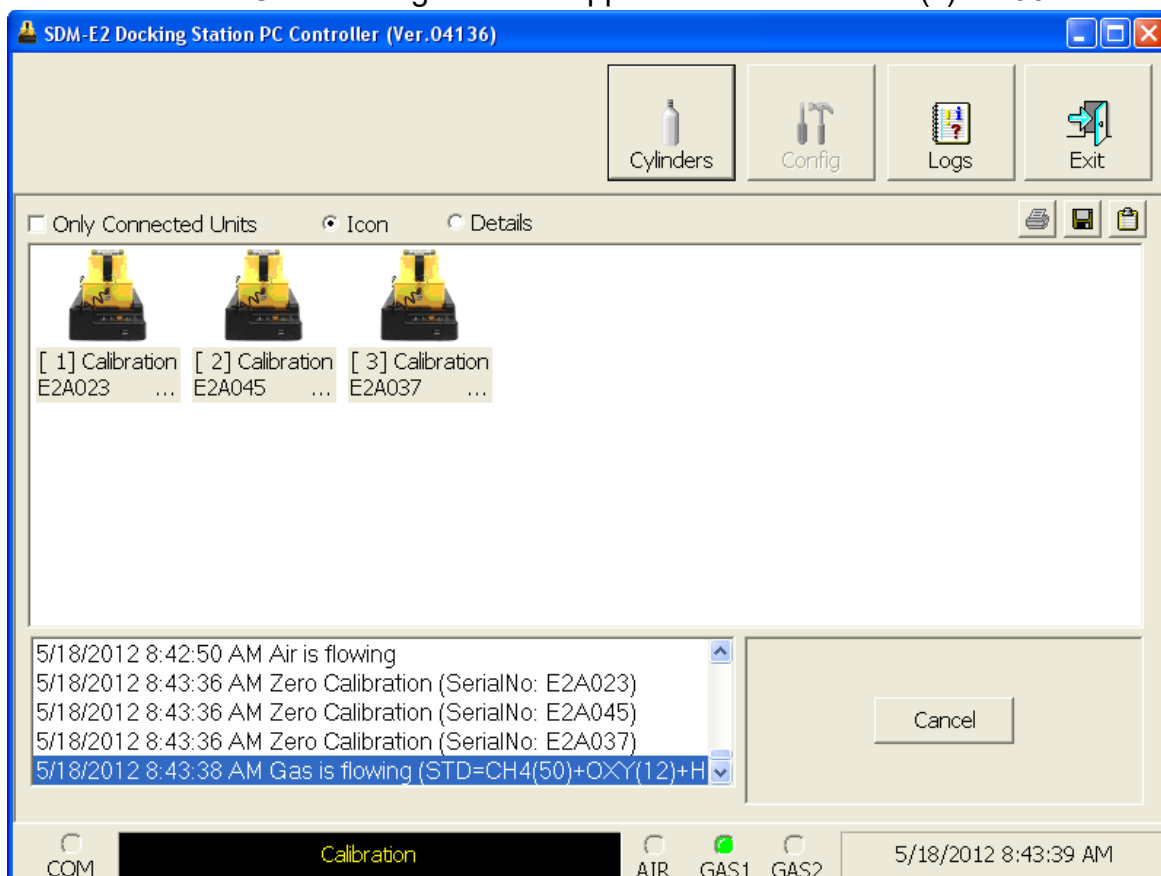 SDM-E2 Docking Station PC Controller (Ver.04136)
Cylinders
Config
Logs
Exit
Only Connected Units
Icon
Details
[ 1] Calibration
E2A023 ...
[ 2] Calibration
E2A045 ...
[ 3] Calibration
E2A037 ...
5/18/2012 8:42:50 AM Air is flowing
5/18/2012 8:43:36 AM Zero Calibration (SerialNo: E2A023)
5/18/2012 8:43:36 AM Zero Calibration (SerialNo: E2A045)
5/18/2012 8:43:36 AM Zero Calibration (SerialNo: E2A037)
5/18/2012 8:43:38 AM Gas is flowing (STD=CH4(50)+OXY(12)+H
Cancel
COM
Calibration
AIR
GAS1
GAS2
5/18/2012 8:43:39 AM